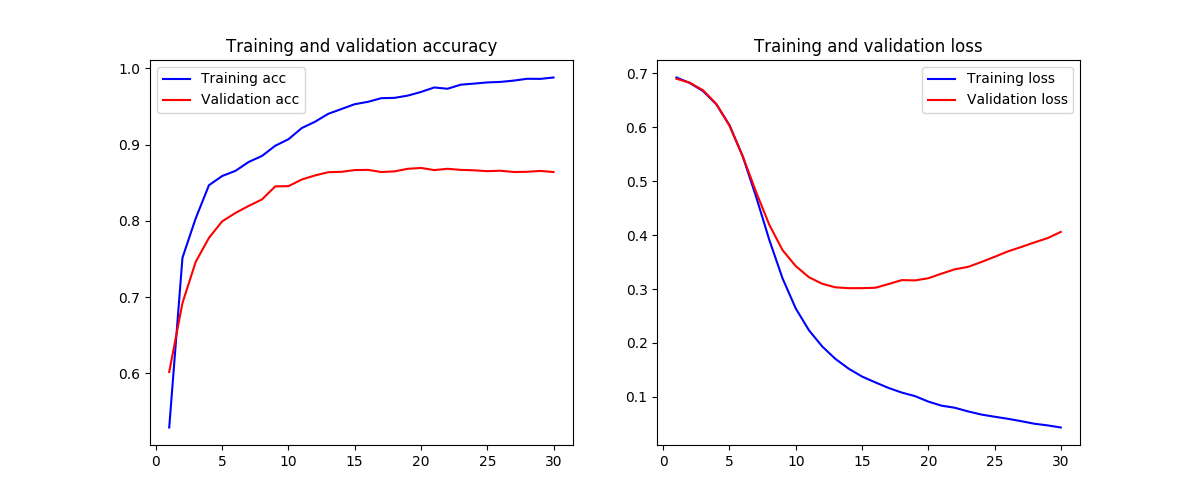 Training and validation accuracy
Training acc
Validation acc
1.0
0.9
0.8
0.7
0.6
0 5 10 15 20 25 30
Training and validation loss
Training loss
Validation loss
0.7
0.6
0.5
0.4
0.3
0.2
0.1
0 5 10 15 20 25 30